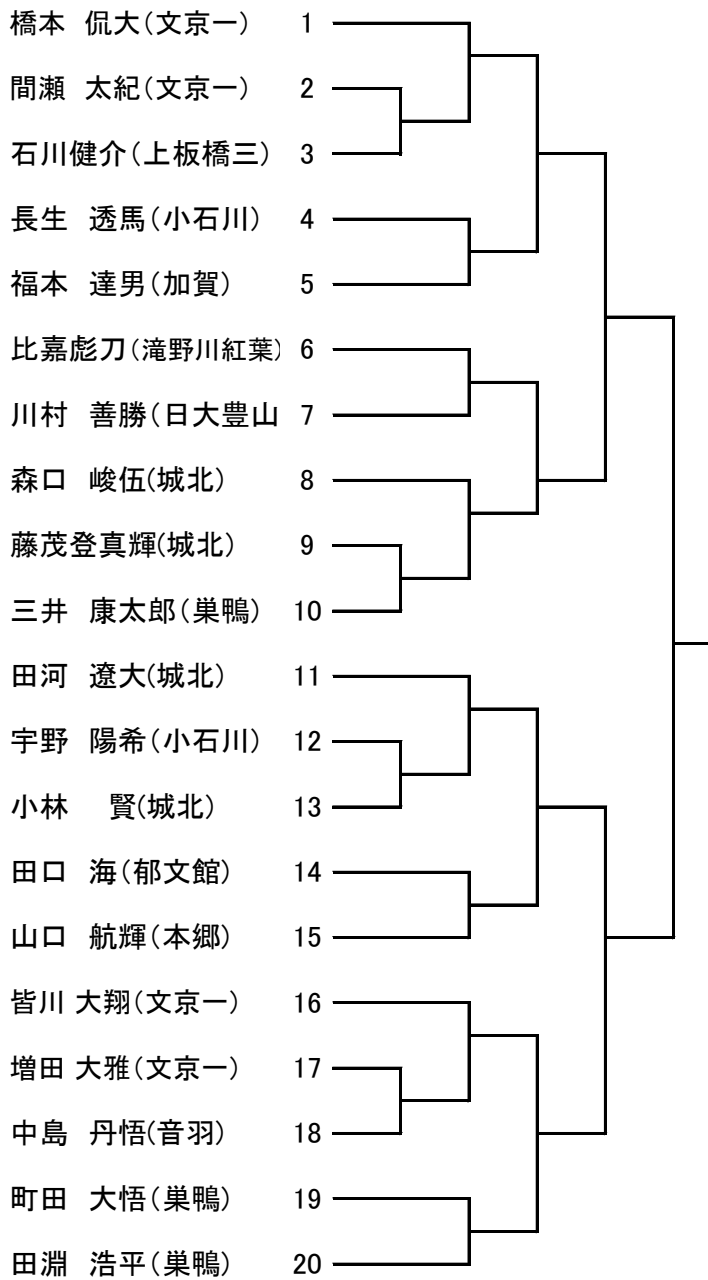 橋本 侃大(文京一) 1
間瀬 太紀(文京一) 2
石川健介(上板橋三) 3
長生 透馬(小石川) 4
福本 達男(加賀) 5
比嘉彪刀(滝野川紅葉) 6
川村 善勝(日大豊山 7
森口 峻伍(城北) 8
藤茂登真輝(城北) 9
三井 康太郎(巣鴨) 10
田河 遼大(城北) 11
宇野 陽希(小石川) 12
小林 賢(城北) 13
田口 海(郁文館) 14
山口 航輝(本郷) 15
皆川 大翔(文京一) 16
増田 大雅(文京一) 17
中島 丹悟(音羽) 18
町田 大悟(巣鴨) 19
田淵 浩平(巣鴨) 20